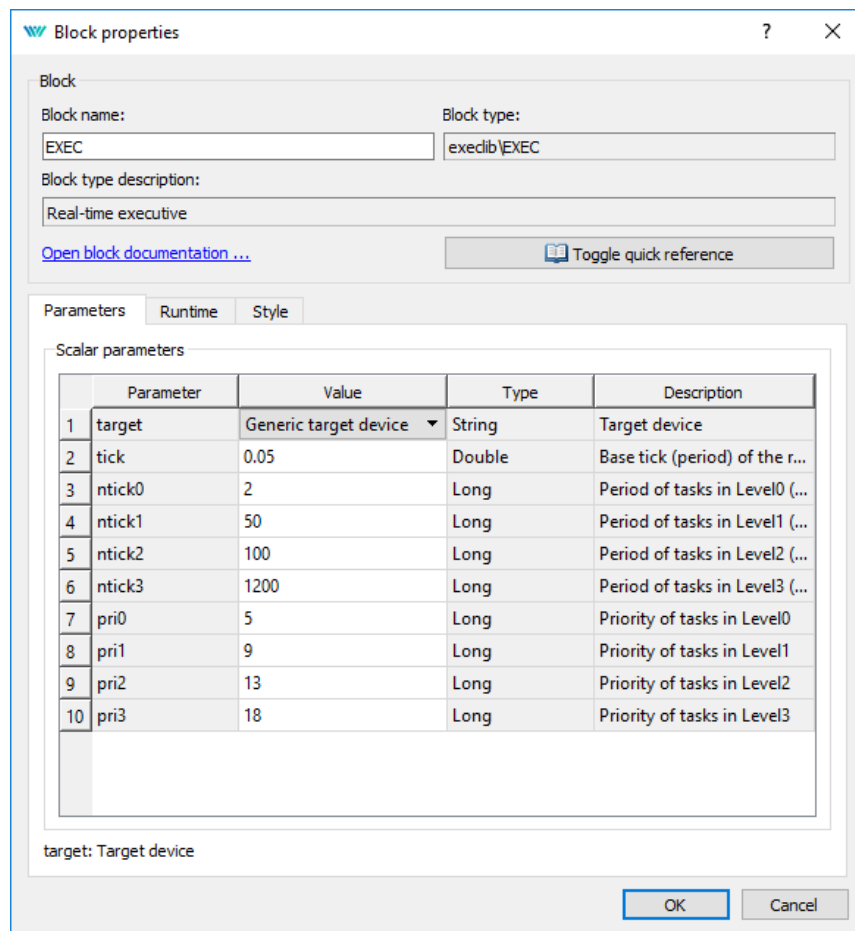 Block properties ?
Block
Block name: Block type:
EXEC execlib\EXEC
Block type description:
Real-time executive
Open block documentation ... Toggle quick reference
Parameters Runtime Style
Scalar parameters
Parameter Value Type Description
1 target Generic target device String Target device
2 tick 0.05 Double Base tick (period) of the r...
3 ntick0 2 Long Period of tasks in Level0 (...
4 ntick1 50 Long Period of tasks in Level1 (...
5 ntick2 100 Long Period of tasks in Level2 (...
6 ntick3 1200 Long Period of tasks in Level3 (...
7 pri0 5 Long Priority of tasks in Level0
8 pri1 9 Long Priority of tasks in Level1
9 pri2 13 Long Priority of tasks in Level2
10 pri3 18 Long Priority of tasks in Level3
target: Target device
OK Cancel